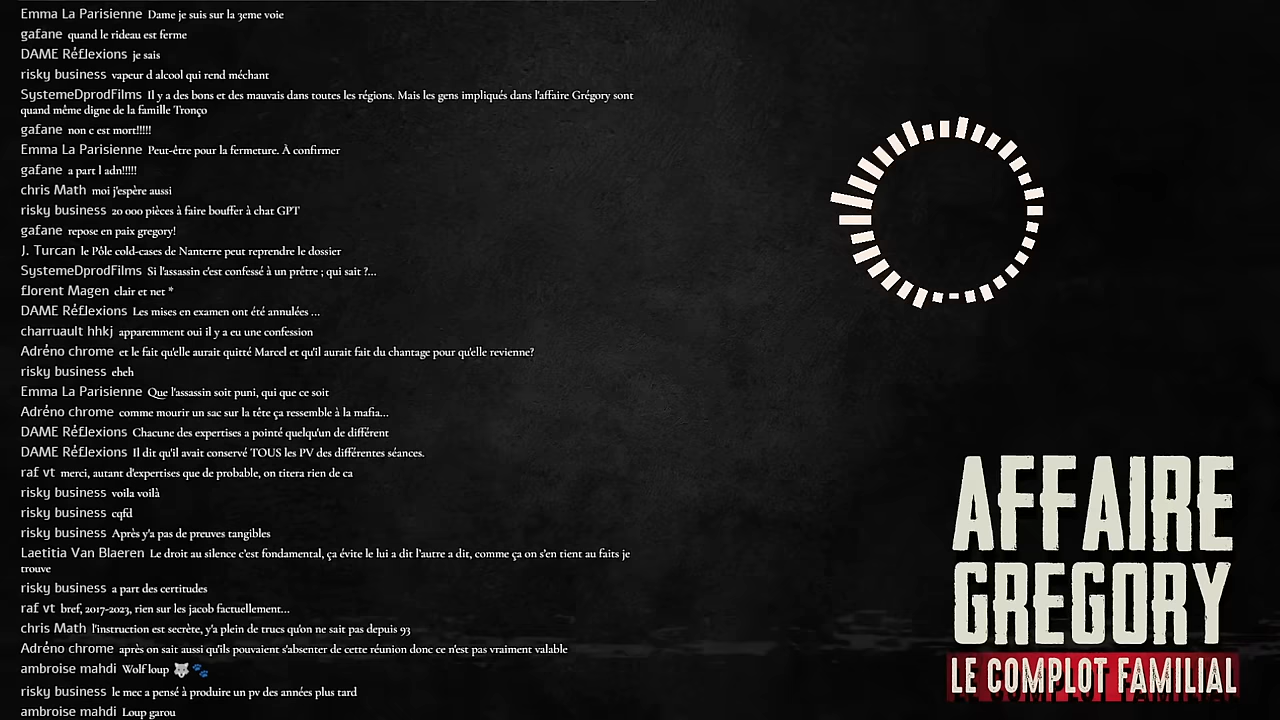 Emma La Parisienne Dame je suis sur la 3eme voie
gafane quand le rideau est ferme
DAME Réflexions je sais
risky business vapeur d alcool qui rend méchant
SystemeDprodFilms Il y a des bons et des mauvais dans toutes les régions. Mais les gens impliqués dans l'affaire Grégory sont
quand même digne de la famille Tronço
gafane non c est mort!!!!!
Emma La Parisienne Peut-être pour la fermeture. À confirmer
gafane a part l adn!!!!!
chris Math moi j'espère aussi
risky business 20 000 pièces à faire bouffer à chat GPT
gafane repose en paix gregory!
J. Turcan le Pôle cold-cases de Nanterre peut reprendre le dossier
SystemeDprodFilms Si l'assassin c'est confessé à un prêtre ; qui sait ?...
florent Magen clair et net *
DAME Réflexions Les mises en examen ont été annulées ...
charruault hhkj apparemment oui il y a eu une confession
Adréno chrome et le fait qu'elle aurait quitté Marcel et qu'il aurait fait du chantage pour qu'elle revienne?
risky business eheh
Emma La Parisienne Que l'assassin soit puni, qui que ce soit
Adréno chrome comme mourir un sac sur la tête ça ressemble à la mafia...
DAME Réflexions Chacune des expertises a pointé quelqu'un de différent
DAME Réflexions Il dit qu'il avait conservé TOUS les PV des différentes séances.
raf vt merci, autant d'expertises que de probable, on titera rien de ca
risky business voila voilà
risky business cqfd
risky business Après y'a pas de preuves tangibles
Laetitia Van Blaeren Le droit au silence c'est fondamental, ça évite le lui a dit l'autre a dit, comme ça on s'en tient au faits je
trouve
risky business a part des certitudes
raf vt bref, 2017-2023, rien sur les jacob factuellement...
chris Math l'instruction est secrète, y'a plein de trucs qu'on ne sait pas depuis 93
Adréno chrome après on sait aussi qu'ils pouvaient s'absenter de cette réunion donc ce n'est pas vraiment valable
ambroise mahdi Wolf loup 🐺 🐾
risky business le mec a pensé à produire un pv des années plus tard
ambroise mahdi Loup garou
AFFAIRE
GREGORY
LE COMPLOT FAMILIAL